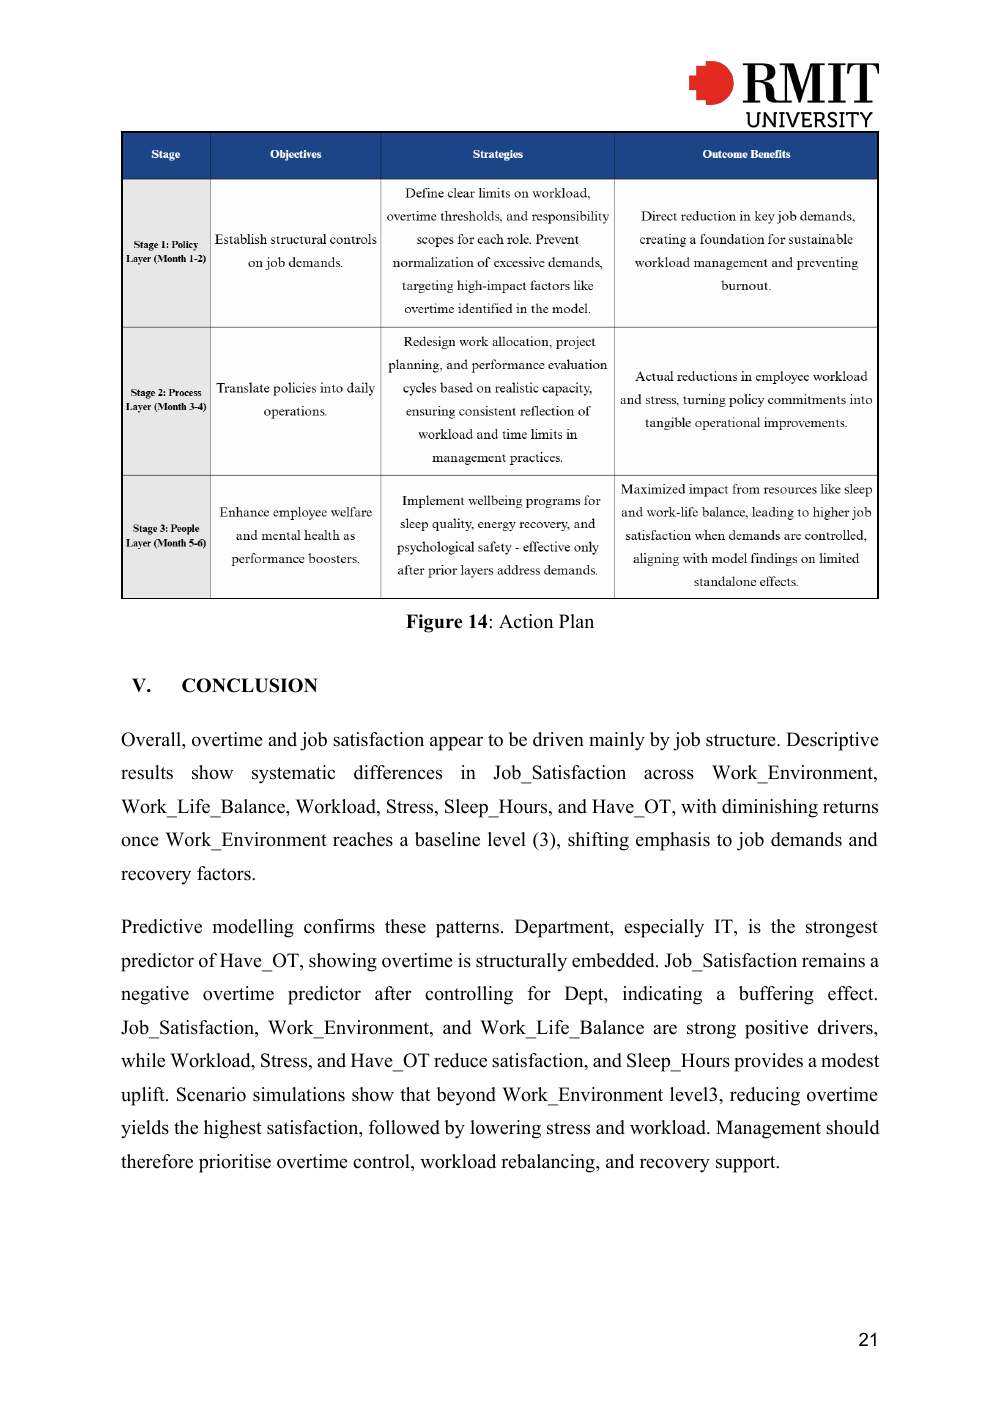 RMIT
UNIVERSITY
Stage
Objectives
Strategies
Outcome Benefits
Stage 1: Policy
Layer (Month 1-2)
Establish structural controls
on job demands.
Define clear limits on workload,
overtime thresholds, and responsibility
scopes for each role. Prevent
normalization of excessive demands,
targeting high-impact factors like
overtime identified in the model.
Direct reduction in key job demands,
creating a foundation for sustainable
workload management and preventing
burnout.
Stage 2: Process
Layer (Month 3-4)
Translate policies into daily
operations.
Redesign work allocation, project
planning, and performance evaluation
cycles based on realistic capacity,
ensuring consistent reflection of
workload and time limits in
management practices.
Actual reductions in employee workload
and stress, turning policy commitments into
tangible operational improvements.
Stage 3: People
Layer (Month 5-6)
Enhance employee welfare
and mental health as
performance boosters.
Implement wellbeing programs for
sleep quality, energy recovery, and
psychological safety - effective only
after prior layers address demands.
Maximized impact from resources like sleep
and work-life balance, leading to higher job
satisfaction when demands are controlled,
aligning with model findings on limited
standalone effects.
Figure 14: Action Plan
V. CONCLUSION
Overall, overtime and job satisfaction appear to be driven mainly by job structure. Descriptive
results show systematic differences in Job_Satisfaction across Work_Environment,
Work_Life_Balance, Workload, Stress, Sleep_Hours, and Have_OT, with diminishing returns
once Work_Environment reaches a baseline level (3), shifting emphasis to job demands and
recovery factors.
Predictive modelling confirms these patterns. Department, especially IT, is the strongest
predictor of Have_OT, showing overtime is structurally embedded. Job_Satisfaction remains a
negative overtime predictor after controlling for Dept, indicating a buffering effect.
Job_Satisfaction, Work_Environment, and Work_Life_Balance are strong positive drivers,
while Workload, Stress, and Have_OT reduce satisfaction, and Sleep_Hours provides a modest
uplift. Scenario simulations show that beyond Work_Environment level3, reducing overtime
yields the highest satisfaction, followed by lowering stress and workload. Management should
therefore prioritise overtime control, workload rebalancing, and recovery support.
21